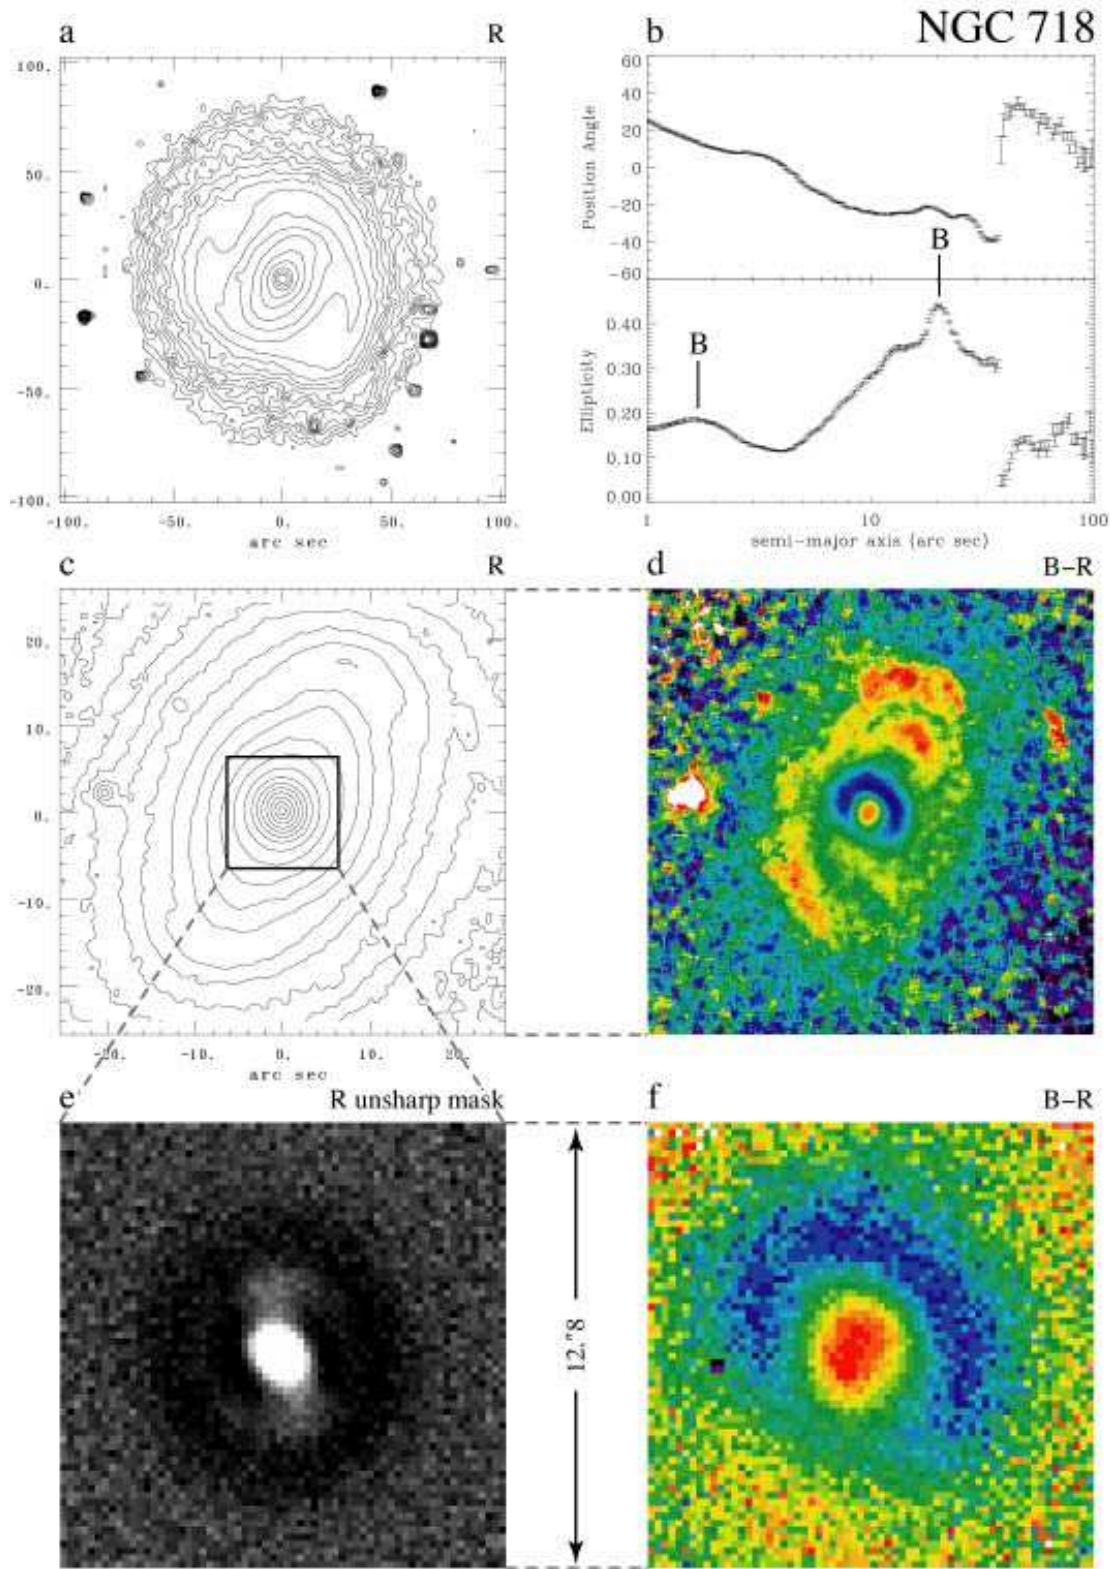 a R
b NGC 718
100.
50.
0.
-50.
-100.
-100. -50. 0. 50. 100.
arc sec
60
40
20
0
-20
-40
-60
Position Angle
B
B
0.40
0.30
0.20
0.10
0.00
Ellipticity
1 10 100
semi-major axis (arc sec)
c R
20.
10.
0.
-10.
-20.
-20. -10. 0. 10. 20.
arc sec
d B-R
e R unsharp mask
12."8
f B-R